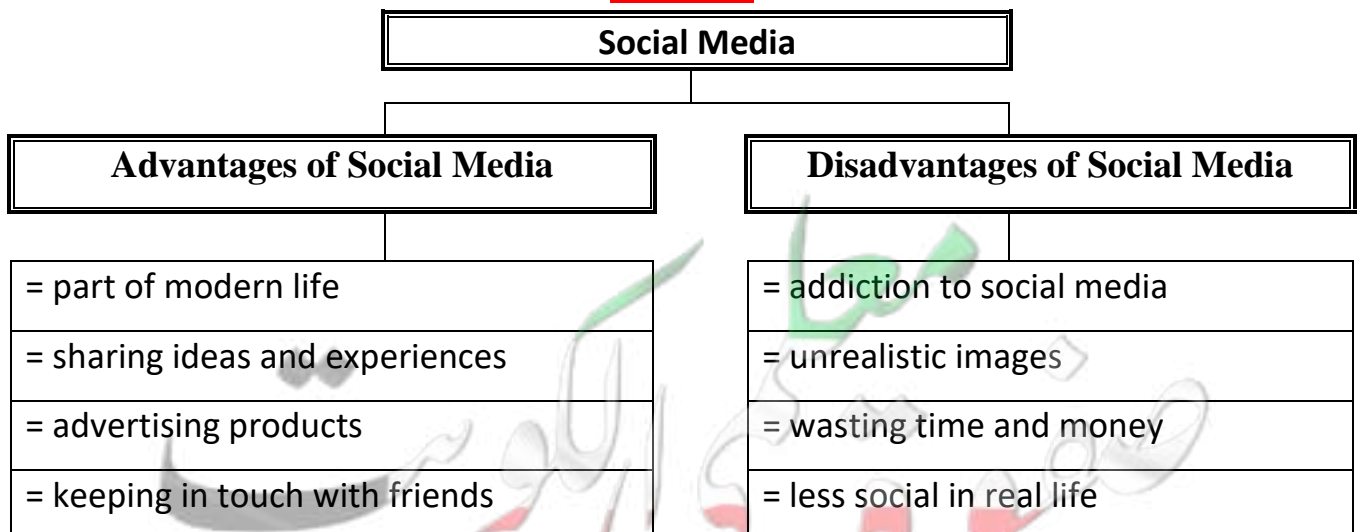 Social Media
Advantages of Social Media
= part of modern life
= sharing ideas and experiences
= advertising products
= keeping in touch with friends
Disadvantages of Social Media
= addiction to social media
= unrealistic images
= wasting time and money
= less social in real life